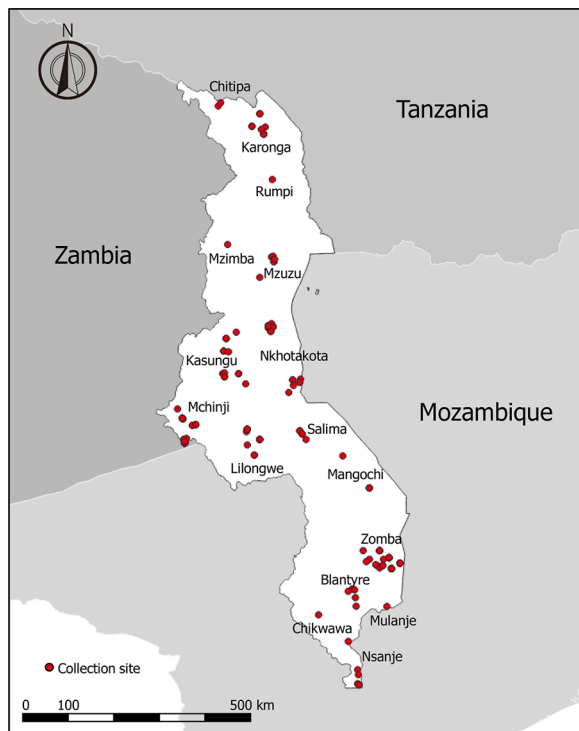 N
Chitipa
Tanzania
Karonga
Rumpi
Zambia
Mzimba
Mzuzu
Kasungu
Nkhotakota
Mchinji
Mozambique
Salima
Lilongwe
Mangochi
Zomba
Blantyre
Mulanje
Chikwawa
Nsanje
Collection site
0 100 500 km